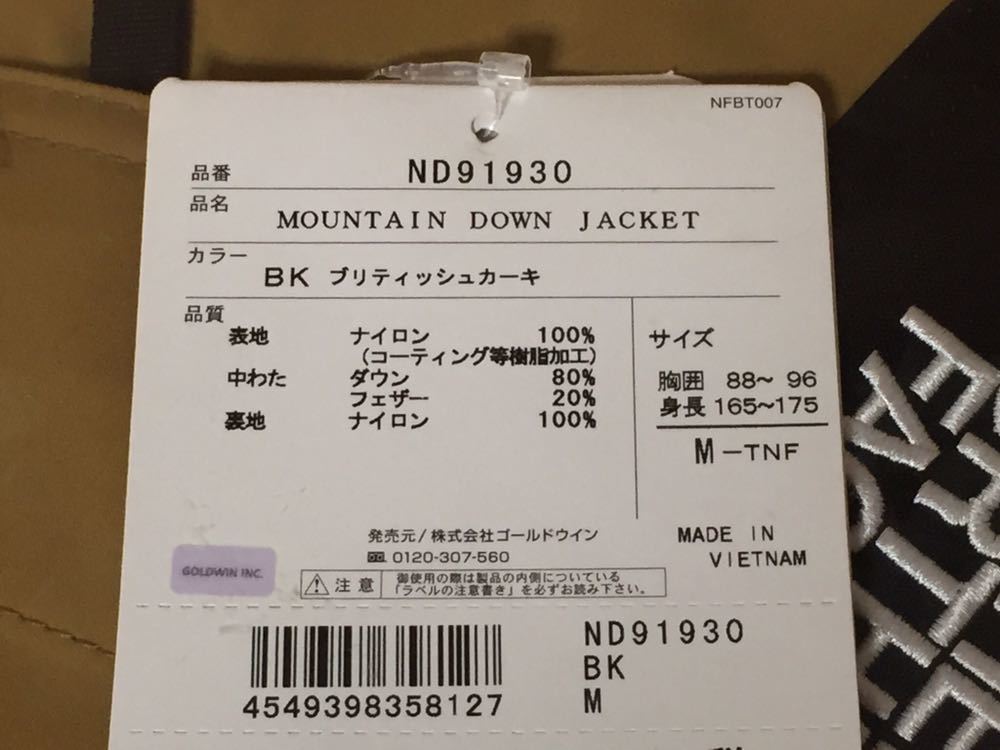 NFBT007
品番 ND91930
品名 MOUNTAIN DOWN JACKET
カラー
BK ブリティッシュカーキ
品質
表地 ナイロン 100%
(コーティング等樹脂加工)
中わた ダウン 80%
フェザー 20%
裏地 ナイロン 100%
サイズ
胸囲 88~ 96
身長 165~175
M-TNF
発売元/株式会社ゴールドウイン
0120-307-560
MADE IN
VIETNAM
GOLDWIN INC.
注意 御使用の際は製品の内側についている
「ラベルの注意書き」を必ずお読み下さい。
4549398358127
ND91930
BK
M